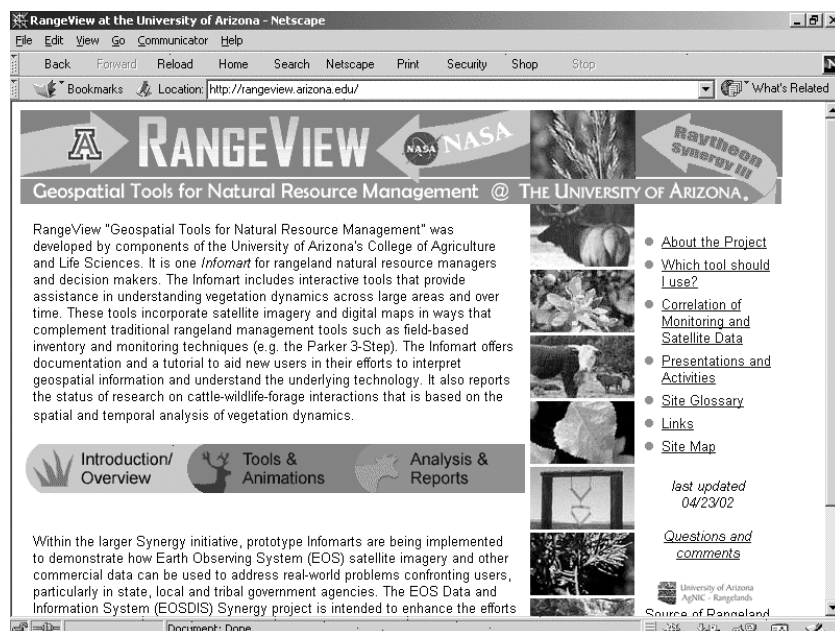 RangeView at the University of Arizona - Netscape
File Edit View Go Communicator Help
Back Forward Reload Home Search Netscape Print Security Shop Stop
Bookmarks Location: http://rangeview.arizona.edu/ What's Related
A RANGEVIEW NASA NASA Raytheon
Synergy III
Geospatial Tools for Natural Resource Management @ THE UNIVERSITY OF ARIZONA.
RangeView "Geospatial Tools for Natural Resource Management" was
developed by components of the University of Arizona's College of Agriculture
and Life Sciences. It is one Infomart for rangeland natural resource managers
and decision makers. The Infomart includes interactive tools that provide
assistance in understanding vegetation dynamics across large areas and over
time. These tools incorporate satellite imagery and digital maps in ways that
complement traditional rangeland management tools such as field-based
inventory and monitoring techniques (e.g. the Parker 3-Step). The Infomart offers
documentation and a tutorial to aid new users in their efforts to interpret
geospatial information and understand the underlying technology. It also reports
the status of research on cattle-wildlife-forage interactions that is based on the
spatial and temporal analysis of vegetation dynamics.
Introduction/
Overview
Tools &
Animations
Analysis &
Reports
Within the larger Synergy initiative, prototype Infomarts are being implemented
to demonstrate how Earth Observing System (EOS) satellite imagery and other
commercial data can be used to address real-world problems confronting users,
particularly in state, local and tribal government agencies. The EOS Data and
Information System (EOSDIS) Synergy project is intended to enhance the efforts
About the Project
Which tool should
I use?
Correlation of
Monitoring and
Satellite Data
Presentations and
Activities
Site Glossary
Links
Site Map
last updated
04/23/02
Questions and
comments
University of Arizona
AgNIC - Rangelands
Source of Rangeland
Document: Done